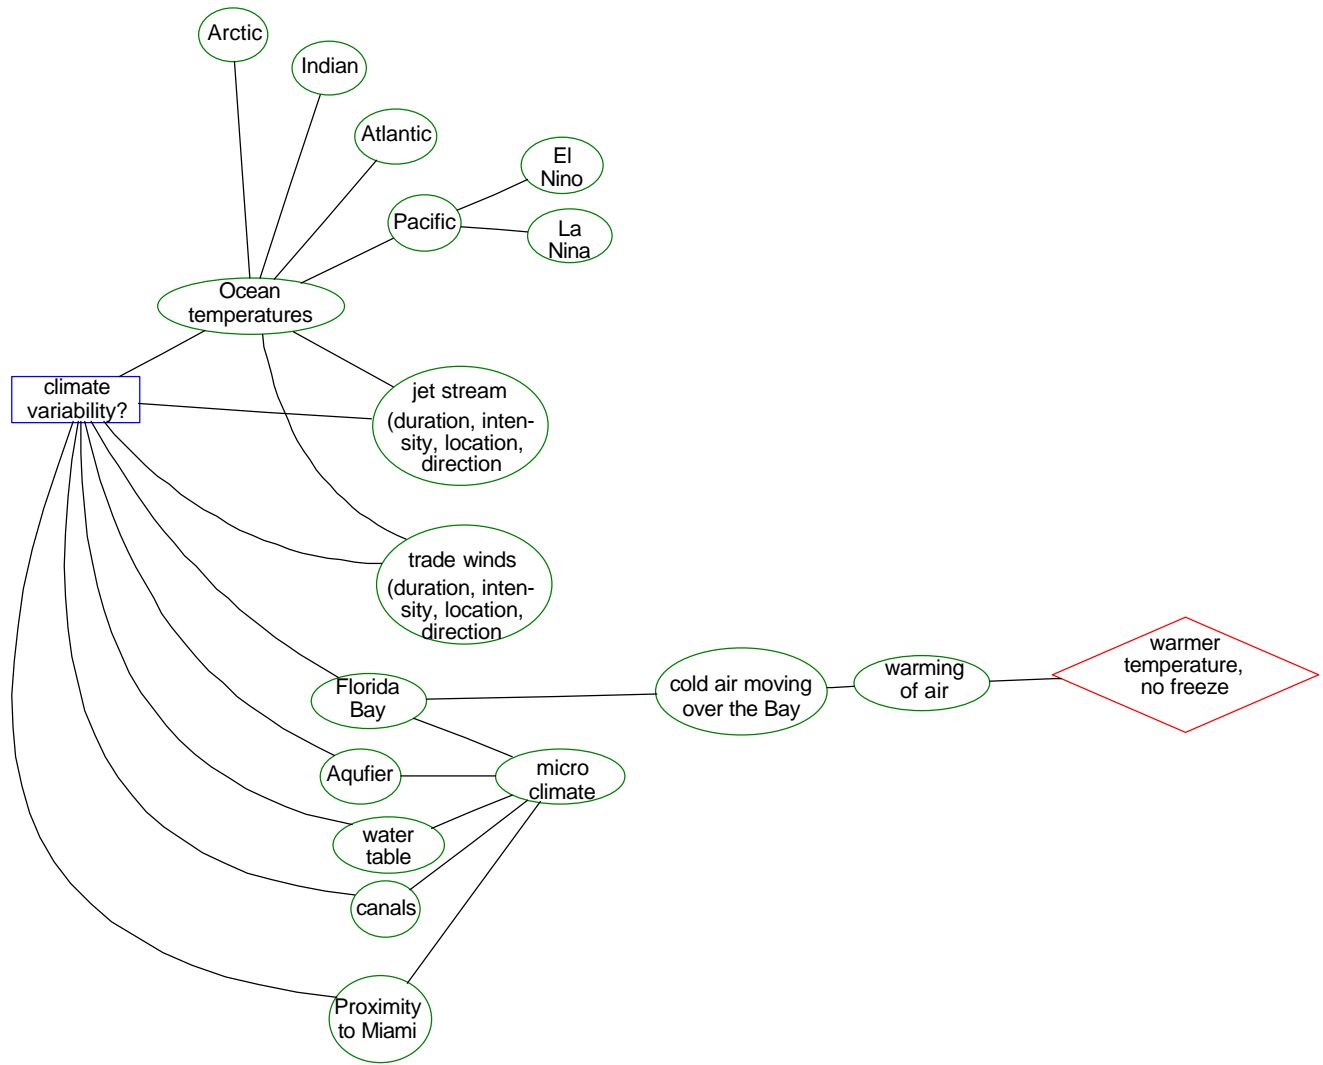 Arctic
Indian
Atlantic
El
Nino
Pacific
La
Nina
Ocean
temperatures
climate
variability?
jet stream
(duration, inten-
sity, location,
direction
trade winds
(duration, inten-
sity, location,
direction
Florida
Bay
cold air moving
over the Bay
warming
of air
warmer
temperature,
no freeze
Aqufier
micro
climate
water
table
canals
Proximity
to Miami